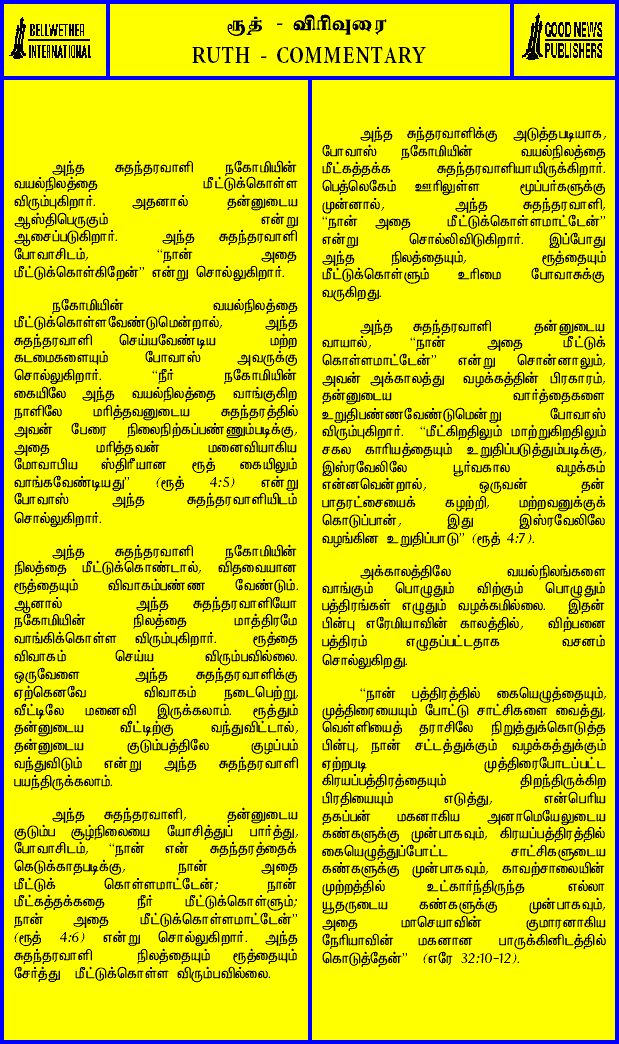 BELLWETHER
INTERNATIONAL
ரூத் - விரிவுரை
RUTH - COMMENTARY
GOOD NEWS
PUBLISHERS
அந்த சுதந்தரவாளி நகோமியின்
வயல்நிலத்தை மீட்டுக்கொள்ள
விரும்புகிறார். அதனால் தன்னுடைய
ஆஸ்திபெருகும் என்று
ஆசைப்படுகிறார். அந்த சுதந்தரவாளி
போவாசிடம், “நான் அதை
மீட்டுக்கொள்கிறேன்” என்று சொல்லுகிறார்.
நகோமியின் வயல்நிலத்தை
மீட்டுக்கொள்ளவேண்டுமென்றால், அந்த
சுதந்தரவாளி செய்யவேண்டிய மற்ற
கடமைகளையும் போவாஸ் அவருக்கு
சொல்லுகிறார். “நீர் நகோமியின்
கையிலே அந்த வயல்நிலத்தை வாங்குகிற
நாளிலே மரித்தவனுடைய சுதந்தரத்தில்
அவன் பேரை நிலைநிற்கப்பண்ணும்படிக்கு,
அதை மரித்தவன் மனைவியாகிய
மோவாபிய ஸ்திரீயான ரூத் கையிலும்
வாங்கவேண்டியது” (ரூத் 4:5) என்று
போவாஸ் அந்த சுதந்தரவாளியிடம்
சொல்லுகிறார்.
அந்த சுதந்தரவாளி நகோமியின்
நிலத்தை மீட்டுக்கொண்டால், விதவையான
ரூத்தையும் விவாகம்பண்ண வேண்டும்.
ஆனால் அந்த சுதந்தரவாளியோ
நகோமியின் நிலத்தை மாத்திரமே
வாங்கிக்கொள்ள விரும்புகிறார். ரூத்தை
விவாகம் செய்ய விரும்பவில்லை.
ஒருவேளை அந்த சுதந்தரவாளிக்கு
ஏற்கெனவே விவாகம் நடைபெற்று,
வீட்டிலே மனைவி இருக்கலாம். ரூத்தும்
தன்னுடைய வீட்டிற்கு வந்துவிட்டால்,
தன்னுடைய குடும்பத்திலே குழப்பம்
வந்துவிடும் என்று அந்த சுதந்தரவாளி
பயந்திருக்கலாம்.
அந்த சுதந்தரவாளி, தன்னுடைய
குடும்ப சூழ்நிலையை யோசித்துப் பார்த்து,
போவாசிடம், “நான் என் சுதந்தரத்தைக்
கெடுக்காதபடிக்கு, நான் அதை
மீட்டுக் கொள்ளமாட்டேன்; நான்
மீட்கத்தக்கதை நீர் மீட்டுக்கொள்ளும்;
நான் அதை மீட்டுக்கொள்ளமாட்டேன்”
(ரூத் 4:6) என்று சொல்லுகிறார். அந்த
சுதந்தரவாளி நிலத்தையும் ரூத்தையும்
சேர்த்து மீட்டுக்கொள்ள விரும்பவில்லை.
அந்த சுந்தரவாளிக்கு அடுத்தபடியாக,
போவாஸ் நகோமியின் வயல்நிலத்தை
மீட்கத்தக்க சுதந்தரவாளியாயிருக்கிறார்.
பெத்லெகேம் ஊரிலுள்ள மூப்பர்களுக்கு
முன்னால், அந்த சுதந்தரவாளி,
“நான் அதை மீட்டுக்கொள்ளமாட்டேன்”
என்று சொல்லிவிடுகிறார். இப்போது
அந்த நிலத்தையும், ரூத்தையும்
மீட்டுக்கொள்ளும் உரிமை போவாசுக்கு
வருகிறது.
அந்த சுதந்தரவாளி தன்னுடைய
வாயால், “நான் அதை மீட்டுக்
கொள்ளமாட்டேன்” என்று சொன்னாலும்,
அவன் அக்காலத்து வழக்கத்தின் பிரகாரம்,
தன்னுடைய வார்த்தைகளை
உறுதிபண்ணவேண்டுமென்று போவாஸ்
விரும்புகிறார். “மீட்கிறதிலும் மாற்றுகிறதிலும்
சகல காரியத்தையும் உறுதிப்படுத்தும்படிக்கு,
இஸ்ரவேலிலே பூர்வகால வழக்கம்
என்னவென்றால், ஒருவன் தன்
பாதரட்சையைக் கழற்றி, மற்றவனுக்குக்
கொடுப்பான், இது இஸ்ரவேலிலே
வழங்கின உறுதிப்பாடு” (ரூத் 4:7).
அக்காலத்திலே வயல்நிலங்களை
வாங்கும் பொழுதும் விற்கும் பொழுதும்
பத்திரங்கள் எழுதும் வழக்கமில்லை. இதன்
பின்பு எரேமியாவின் காலத்தில், விற்பனை
பத்திரம் எழுதப்பட்டதாக வசனம்
சொல்லுகிறது.
“நான் பத்திரத்தில் கையெழுத்தையும்,
முத்திரையையும் போட்டு சாட்சிகளை வைத்து,
வெள்ளியைத் தராசிலே நிறுத்துக்கொடுத்த
பின்பு, நான் சட்டத்துக்கும் வழக்கத்துக்கும்
ஏற்றபடி முத்திரைபோடப்பட்ட
கிரயப்பத்திரத்தையும் திறந்திருக்கிற
பிரதியையும் எடுத்து, என்பெரிய
தகப்பன் மகனாகிய அனாமெயேலுடைய
கண்களுக்கு முன்பாகவும், கிரயப்பத்திரத்தில்
கையெழுத்துப்போட்ட சாட்சிகளுடைய
கண்களுக்கு முன்பாகவும், காவற்சாலையின்
முற்றத்தில் உட்கார்ந்திருந்த எல்லா
யூதருடைய கண்களுக்கு முன்பாகவும்,
அதை மாசெயாவின் குமாரனாகிய
நேரியாவின் மகனான பாருக்கினிடத்தில்
கொடுத்தேன்” (எரே 32:10-12).